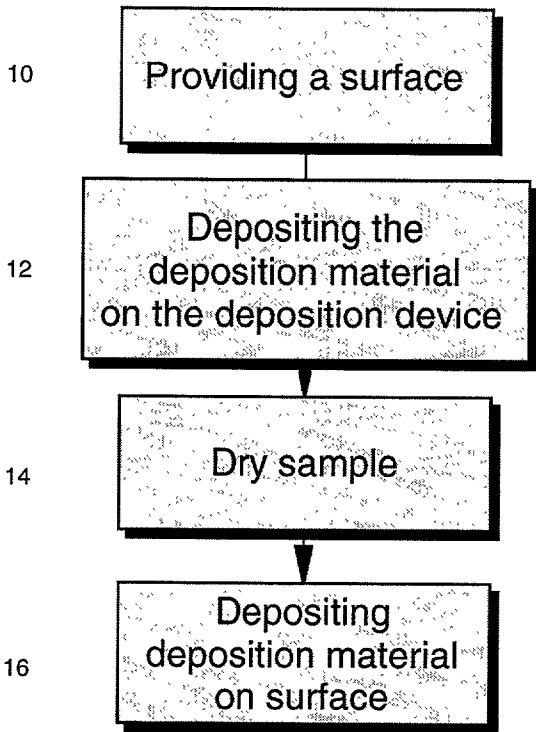 10
Providing a surface
12
Depositing the
deposition material
on the deposition device
14
Dry sample
16
Depositing
deposition material
on surface